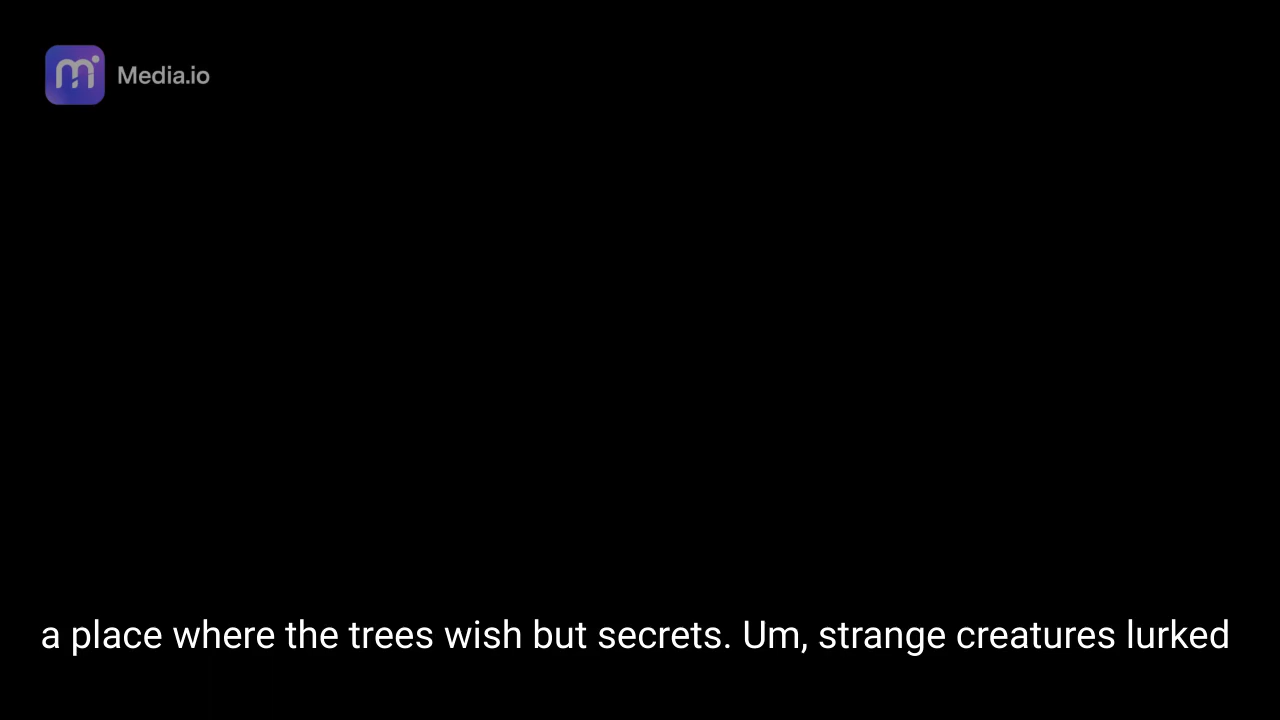 Media.io
a place where the trees wish but secrets. Um, strange creatures lurked